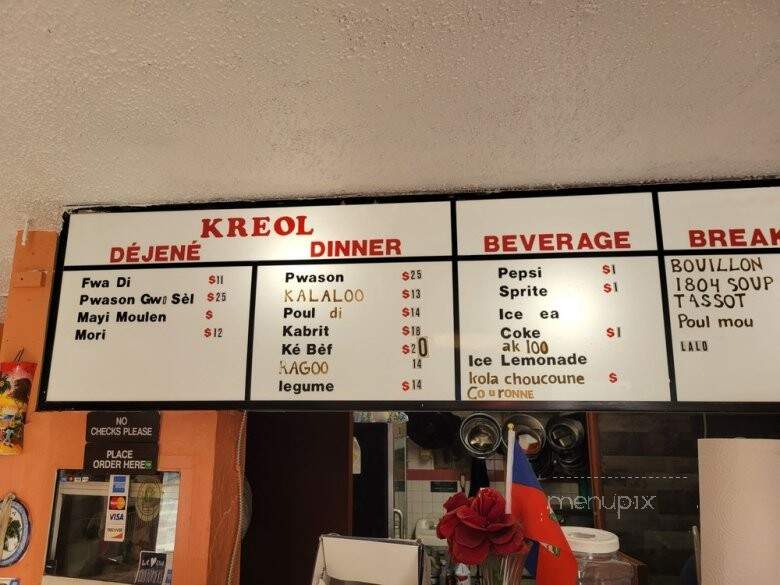 KREOL
DÉJENÉ
Fwa Di $11
Pwason Gwo Sèl $25
Mayi Moulen $
Mori $12
DINNER
Pwason $25
KALALOO $13
Poul di $14
Kabrit $18
Ké Bèf $20
RAGOO 14
legume $14
BEVERAGE
Pepsi $1
Sprite $1
Ice ea
Coke $1
ak 100
Ice Lemonade
kola choucoune $
Couronne
BREAK
BOUILLON
1804 SOUP
TASSOT
Poul mou
LALO
NO
CHECKS PLEASE
PLACE
ORDER HERE
VISA
menupix